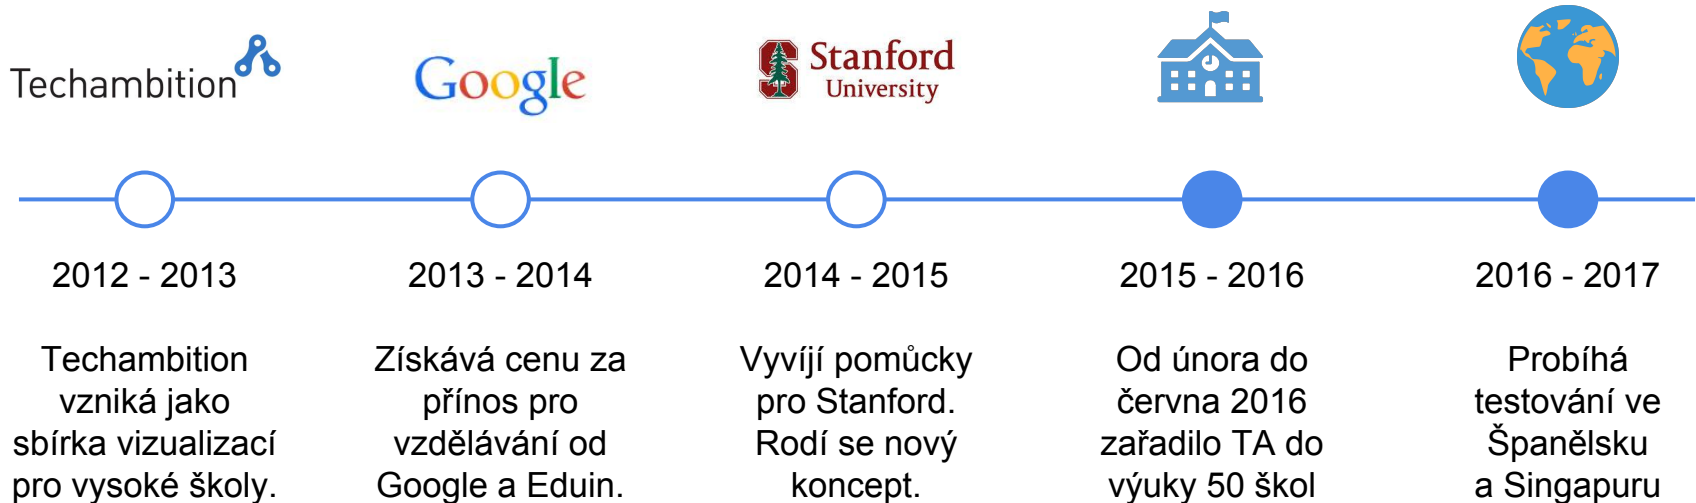 Techambition
Google
Stanford
University
2012 - 2013
2013 - 2014
2014 - 2015
2015 - 2016
2016 - 2017
Techambition
vzniká jako
sbírka vizualizací
pro vysoké školy.
Získává cenu za
přínos pro
vzdělávání od
Google a Eduin.
Vyvíjí pomůcky
pro Stanford.
Rodí se nový
koncept.
Od února do
června 2016
zařadilo TA do
výuky 50 škol
Probíhá
testování ve
Španělsku
a Singapuru